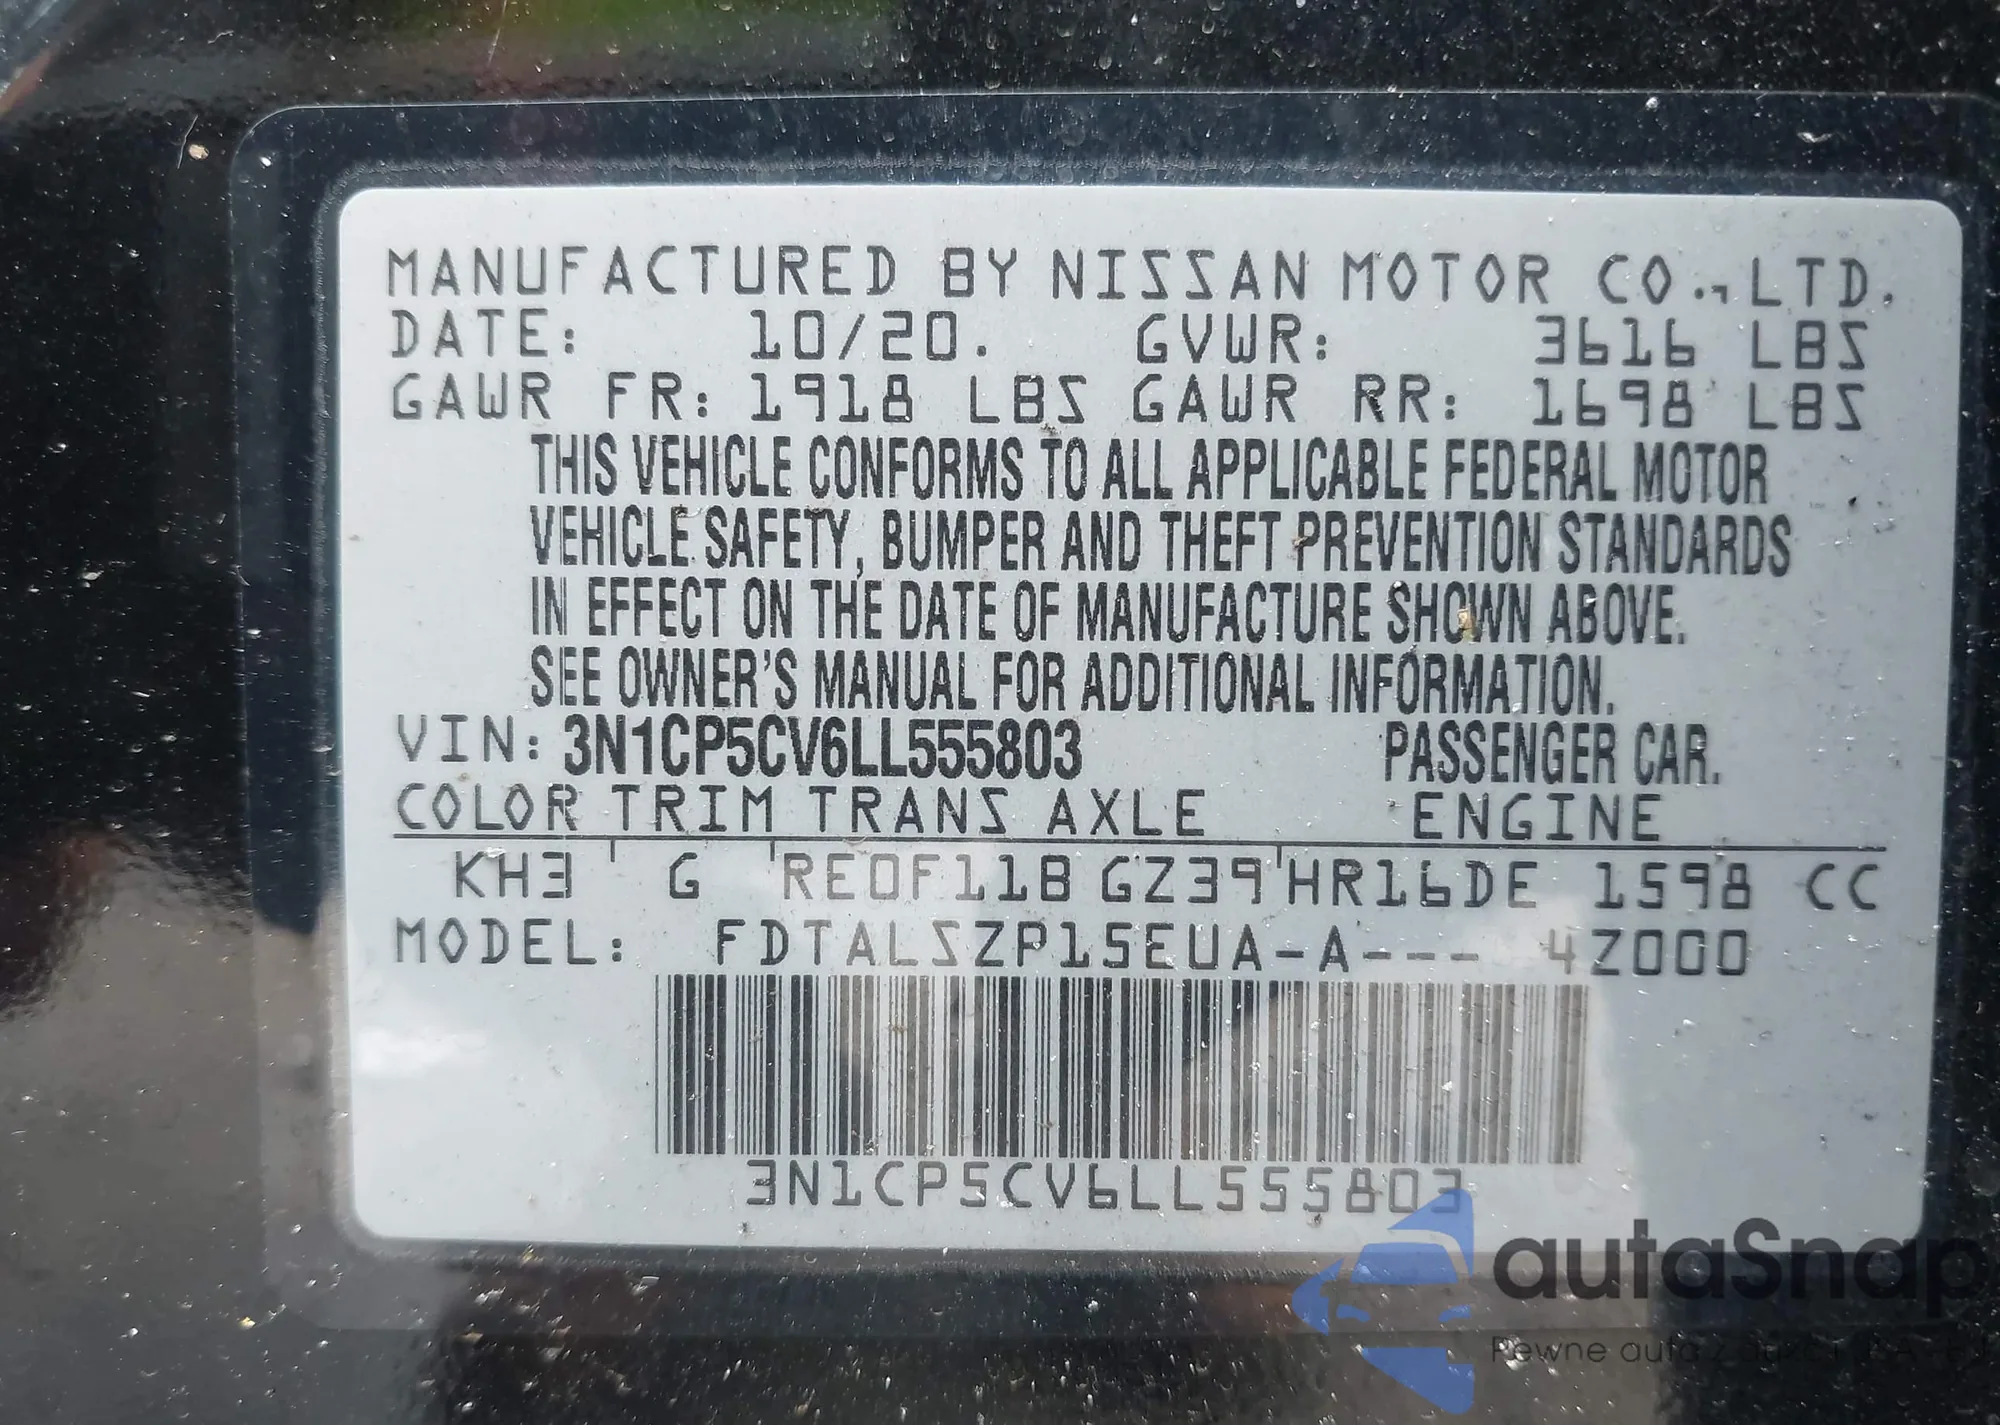 MANUFACTURED BY NISSAN MOTOR CO.,LTD.
DATE: 10/20. GVWR: 3616 LBS
GAWR FR: 1918 LBS GAWR RR: 1698 LBS
THIS VEHICLE CONFORMS TO ALL APPLICABLE FEDERAL MOTOR
VEHICLE SAFETY, BUMPER AND THEFT PREVENTION STANDARDS
IN EFFECT ON THE DATE OF MANUFACTURE SHOWN ABOVE.
SEE OWNER'S MANUAL FOR ADDITIONAL INFORMATION.
VIN: 3N1CP5CV6LL555803 PASSENGER CAR.
COLOR TRIM TRANS AXLE ENGINE
KH3 G RE0F11B GZ39 HR16DE 1598 CC
MODEL: FDTALSZP15EUA-A--- 4Z000
3N1CP5CV6LL555803
autaSnap
Pewne auta z